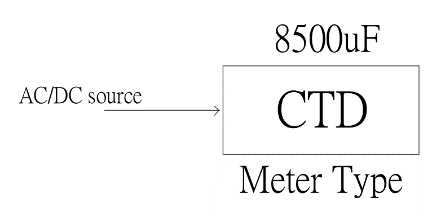 8500uF
AC/DC source
CTD
Meter Type